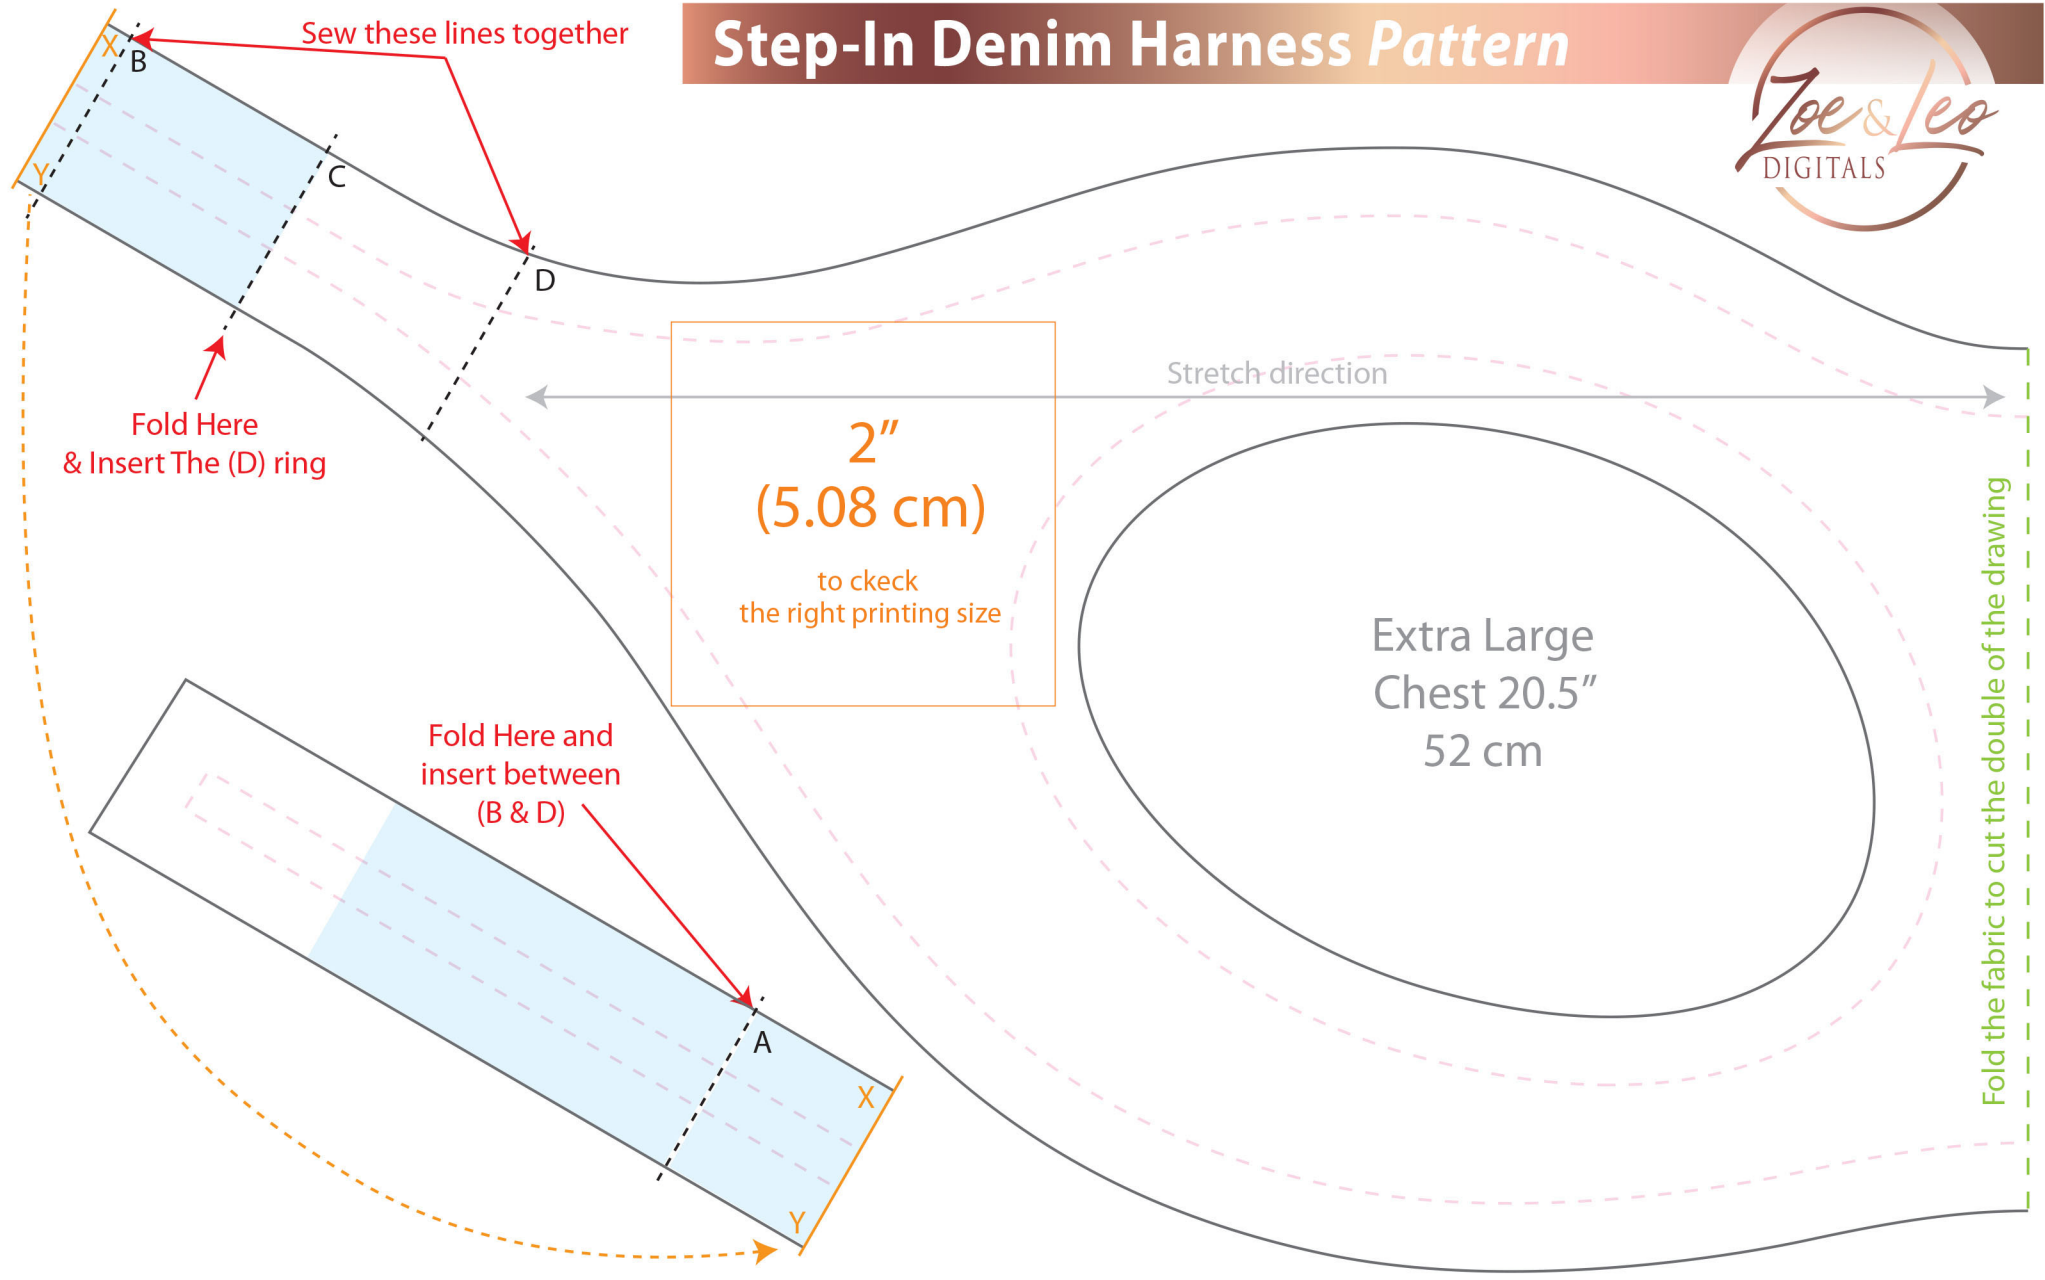 Step-In Denim Harness Pattern
Zoe & Leo
DIGITALS
Sew these lines together
X
B
Y
C
D
Fold Here
& Insert The (D) ring
Stretch direction
2”
(5.08 cm)
to ckeck
the right printing size
Extra Large
Chest 20.5”
52 cm
Fold the fabric to cut the double of the drawing
Fold Here and
insert between
(B & D)
A
X
Y